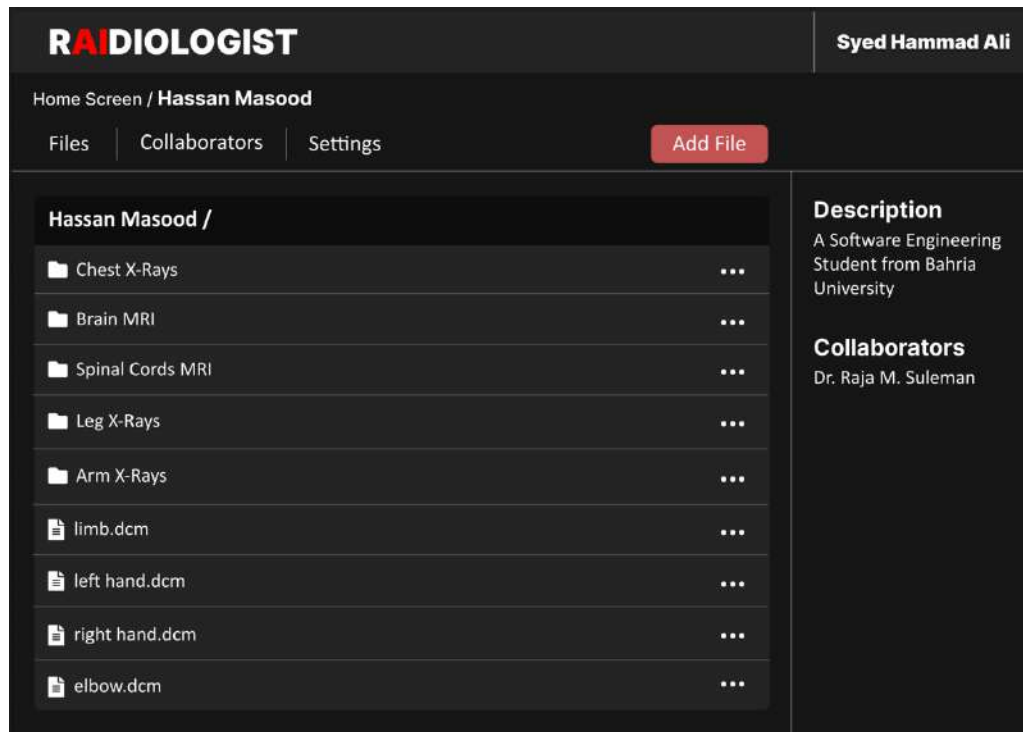 RAIDIOLOGIST
Syed Hammad Ali
Home Screen / Hassan Masood
Files
Collaborators
Settings
Add File
Hassan Masood /
Chest X-Rays
Brain MRI
Spinal Cords MRI
Leg X-Rays
Arm X-Rays
limb.dcm
left hand.dcm
right hand.dcm
elbow.dcm
Description
A Software Engineering
Student from Bahria
University
Collaborators
Dr. Raja M. Suleman